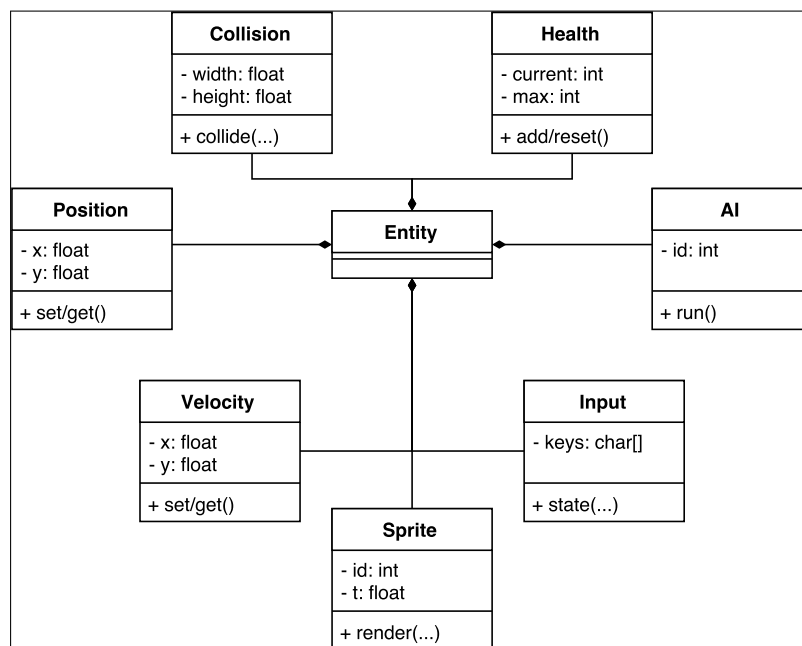 Collision
- width: float
- height: float
+ collide(...)
Health
- current: int
- max: int
+ add/reset()
Position
- x: float
- y: float
+ set/get()
Entity
AI
- id: int
+ run()
Velocity
- x: float
- y: float
+ set/get()
Input
- keys: char[]
+ state(...)
Sprite
- id: int
- t: float
+ render(...)